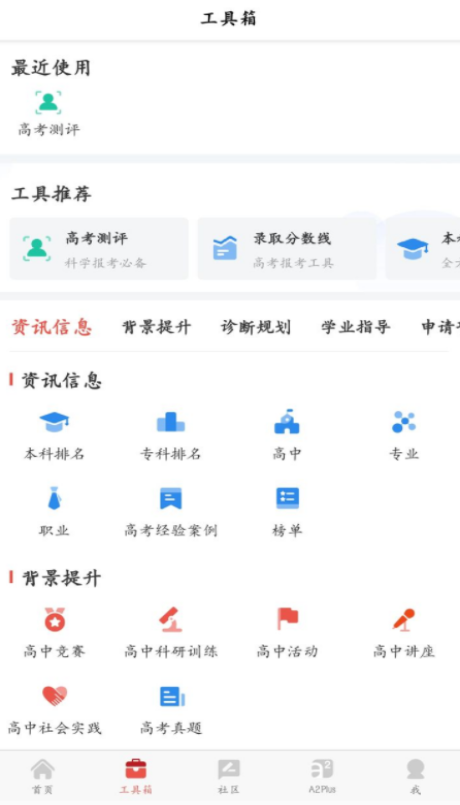 工具箱
最近使用
高考测评
工具推荐
高考测评 录取分数线
科学报考必备 高考报考工具
资讯信息 背景提升 诊断规划 学业指导 申请
资讯信息
本科排名 专科排名 高中 专业
职业 高考经验案例 榜单
背景提升
高中竞赛 高中科研训练 高中活动 高中讲座
高中社会实践 高考真题
首页 工具箱 社区 A2Plus 我